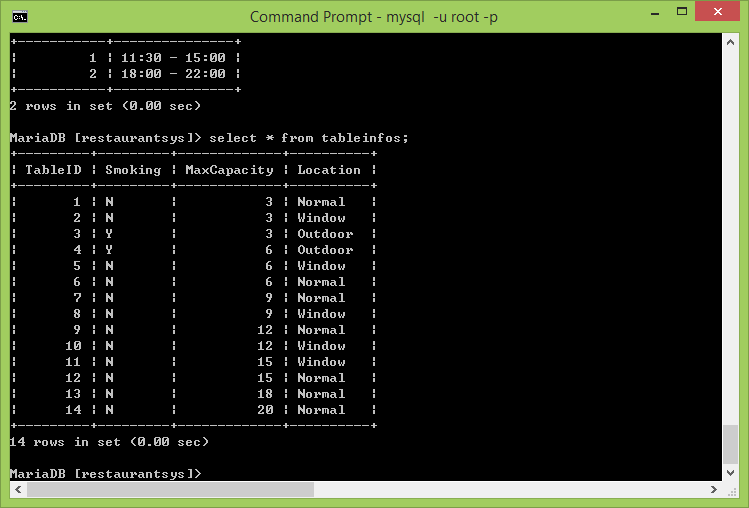 Command Prompt - mysql -u root -p
+-----------+---------------+
¦         1 ¦ 11:30 - 15:00 ¦
¦         2 ¦ 18:00 - 22:00 ¦
+-----------+---------------+
2 rows in set (0.00 sec)
MariaDB [restaurantsys]> select * from tableinfos;
+---------+---------+-------------+----------+
¦ TableID ¦ Smoking ¦ MaxCapacity ¦ Location ¦
+---------+---------+-------------+----------+
¦       1 ¦ N       ¦           3 ¦ Normal   ¦
¦       2 ¦ N       ¦           3 ¦ Window   ¦
¦       3 ¦ Y       ¦           3 ¦ Outdoor  ¦
¦       4 ¦ Y       ¦           6 ¦ Outdoor  ¦
¦       5 ¦ N       ¦           6 ¦ Window   ¦
¦       6 ¦ N       ¦           6 ¦ Normal   ¦
¦       7 ¦ N       ¦           9 ¦ Normal   ¦
¦       8 ¦ N       ¦           9 ¦ Window   ¦
¦       9 ¦ N       ¦          12 ¦ Normal   ¦
¦      10 ¦ N       ¦          12 ¦ Window   ¦
¦      11 ¦ N       ¦          15 ¦ Window   ¦
¦      12 ¦ N       ¦          15 ¦ Normal   ¦
¦      13 ¦ N       ¦          18 ¦ Normal   ¦
¦      14 ¦ N       ¦          20 ¦ Normal   ¦
+---------+---------+-------------+----------+
14 rows in set (0.00 sec)
MariaDB [restaurantsys]>